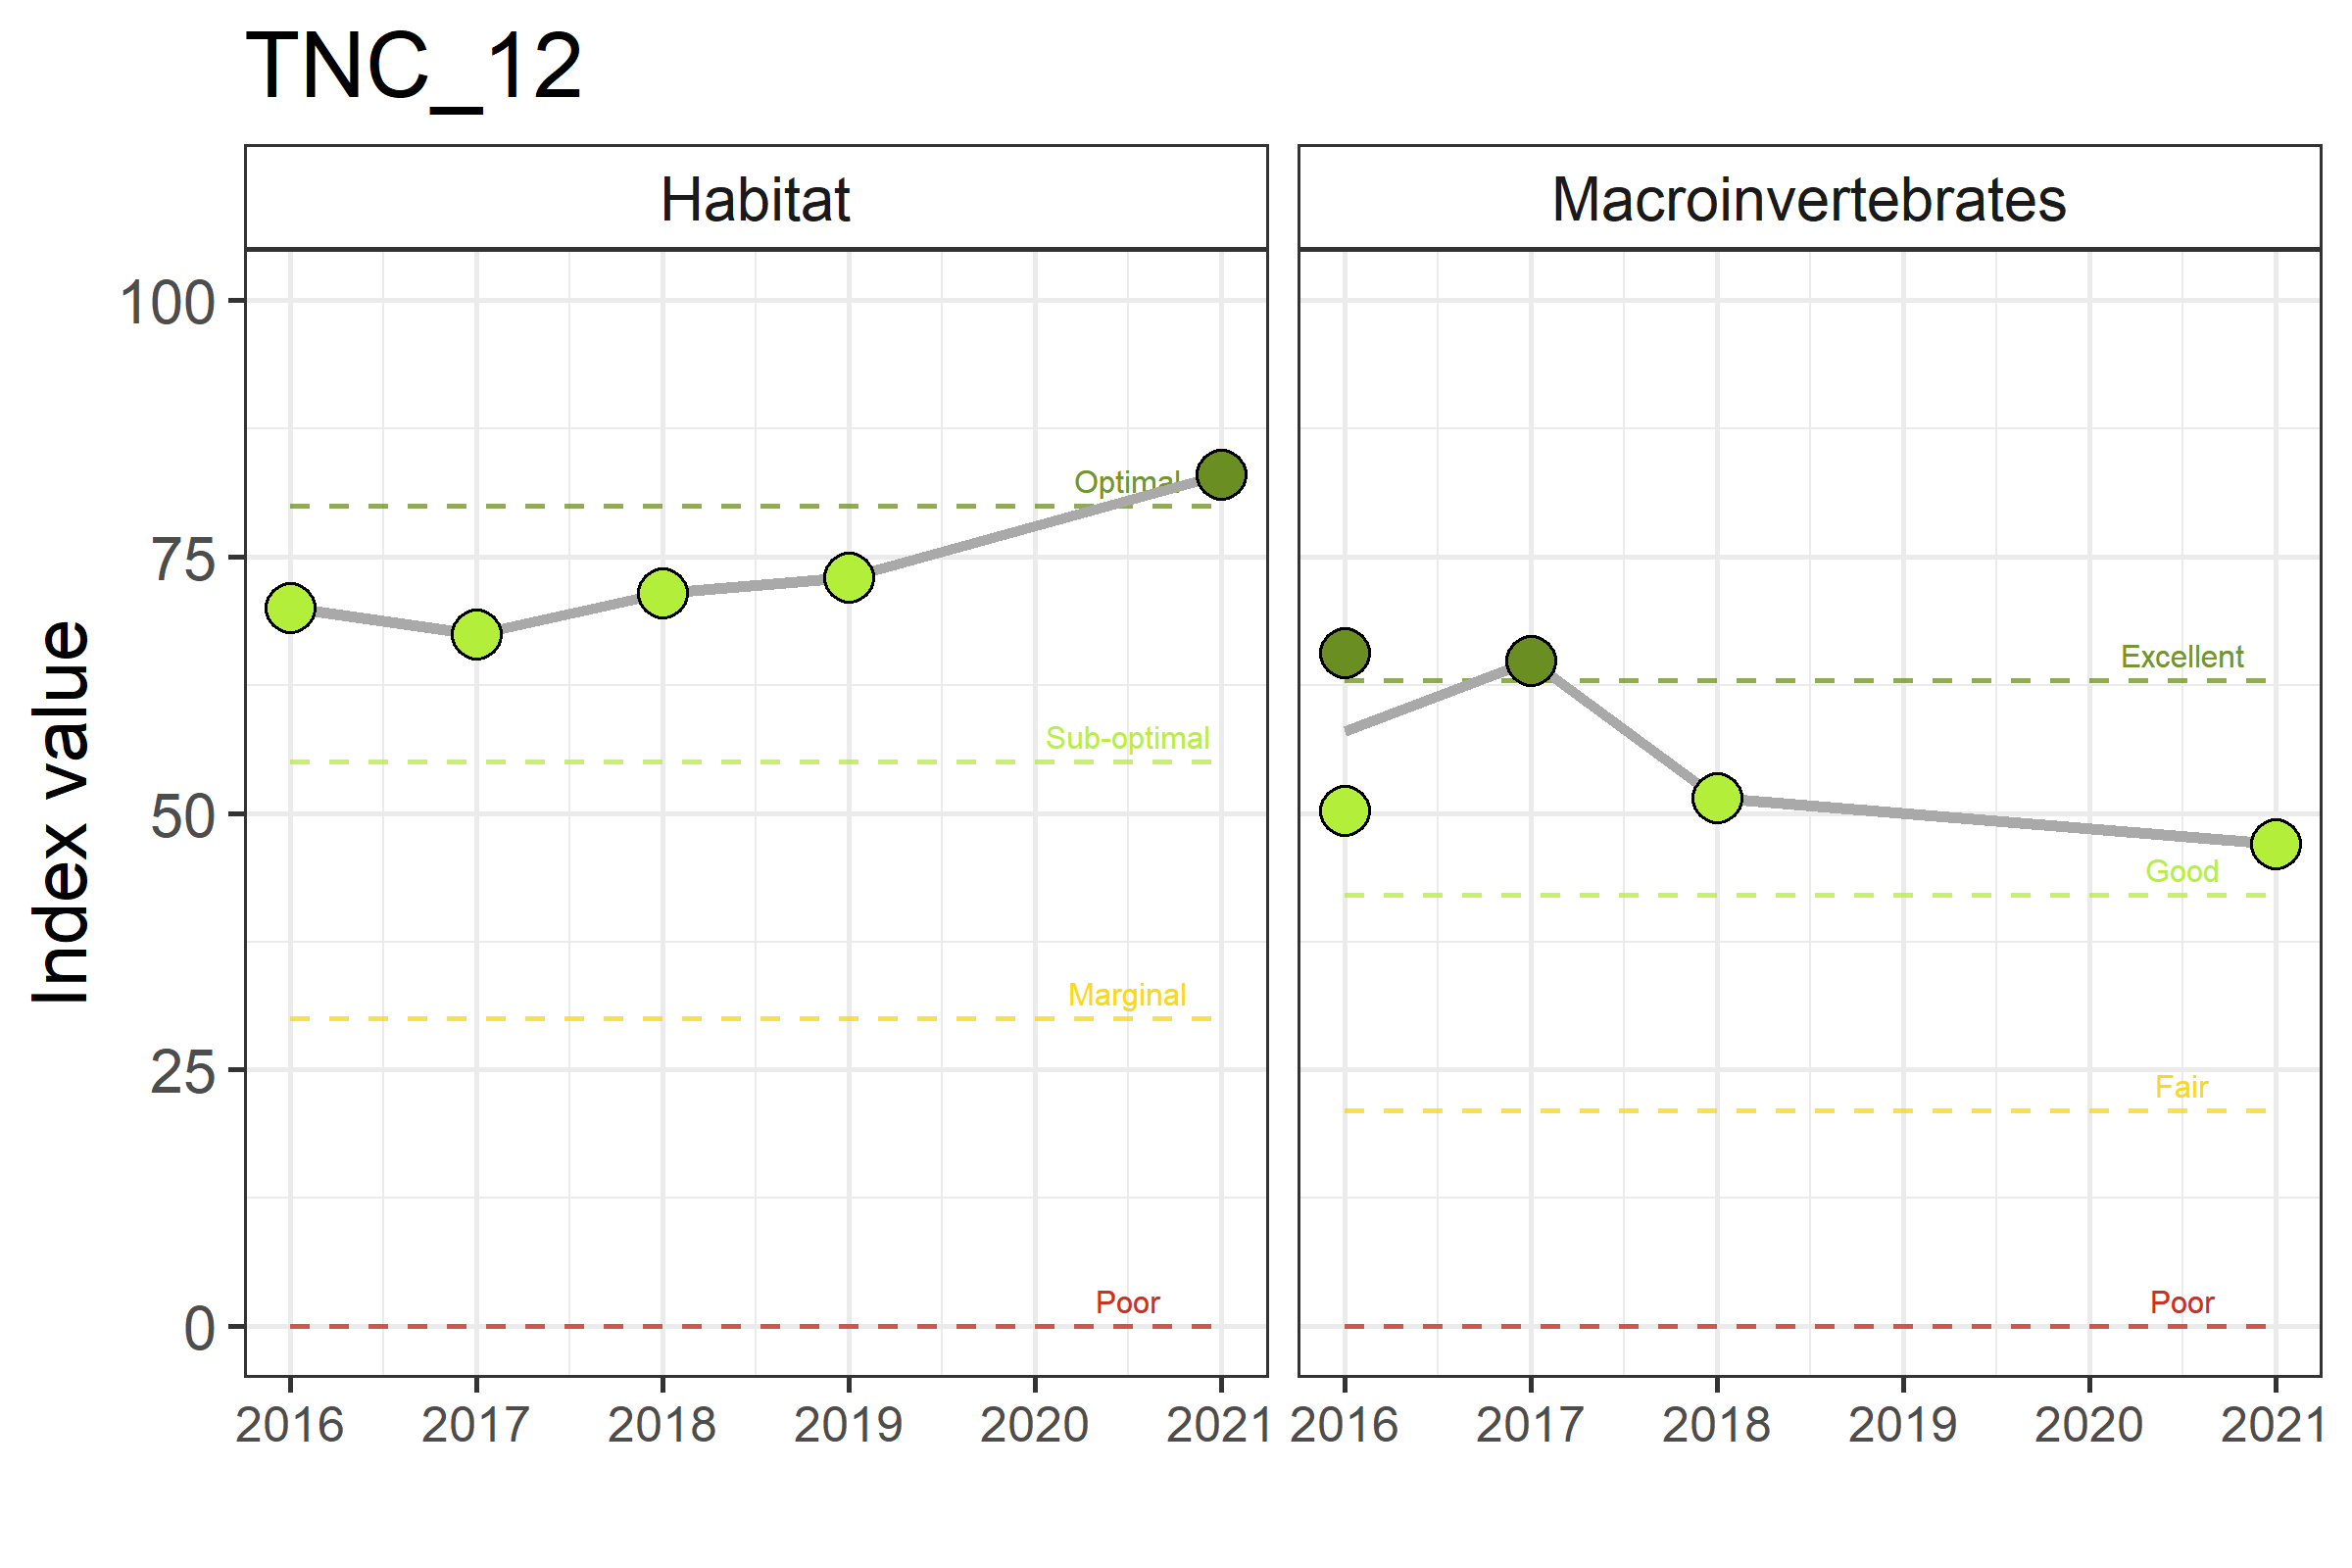 TNC_12
Habitat
Macroinvertebrates
Index value
100
75
50
25
0
Optimal
Sub-optimal
Marginal
Poor
Excellent
Good
Fair
Poor
2016 2017 2018 2019 2020 2021
2016 2017 2018 2019 2020 2021